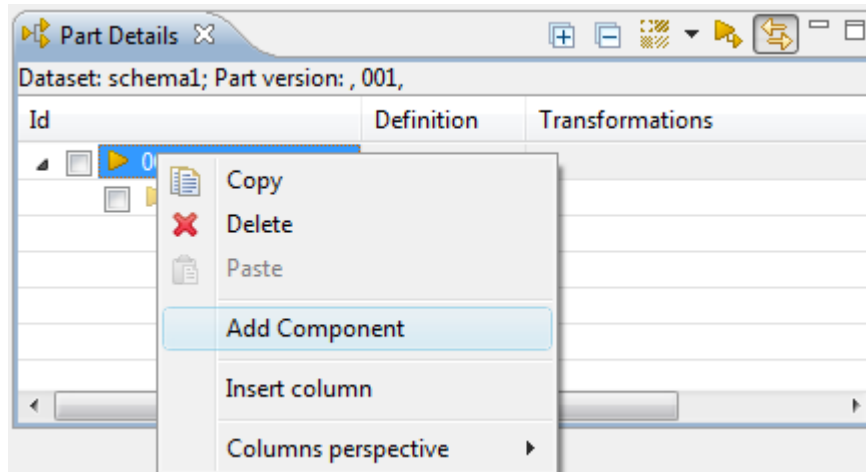 Part Details
Dataset: schema1; Part version: , 001,
Id Definition Transformations
Copy
Delete
Paste
Add Component
Insert column
Columns perspective